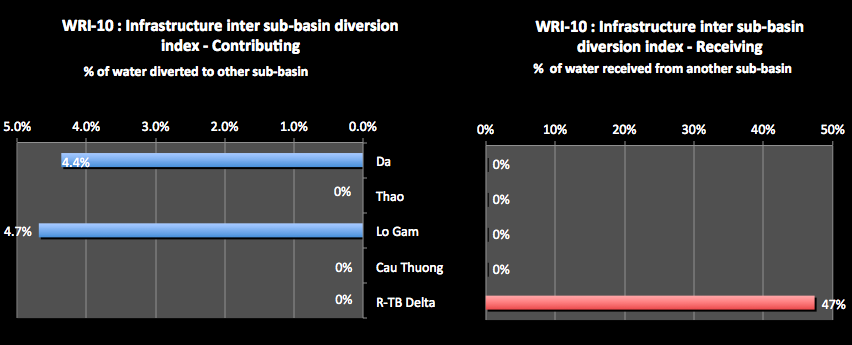 WRI-10 : Infrastructure inter sub-basin diversion
index - Contributing
% of water diverted to other sub-basin
5.0% 4.0% 3.0% 2.0% 1.0% 0.0%
4.4% Da
0% Thao
4.7% Lo Gam
0% Cau Thuong
0% R-TB Delta
WRI-10 : Infrastructure inter sub-basin
diversion index - Receiving
% of water received from another sub-basin
0% 10% 20% 30% 40% 50%
0%
0%
0%
0%
47%